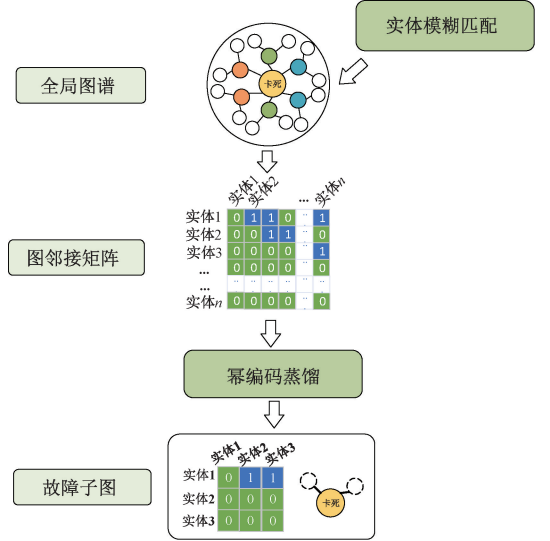 实体模糊匹配
全局图谱
卡死
实体1 实体2 ... 实体n
实体1 0 1 1 0 ... 1
实体2 0 0 1 1 ... 0
实体3 0 0 0 0 ... 1
... 0 0 0 0 ... 0
...
实体n 0 0 0 0 ... 0
图邻接矩阵
幂编码蒸馏
故障子图
实体1 实体2 实体3
实体1 0 1 1
实体2 0 0 0
实体3 0 0 0
卡死